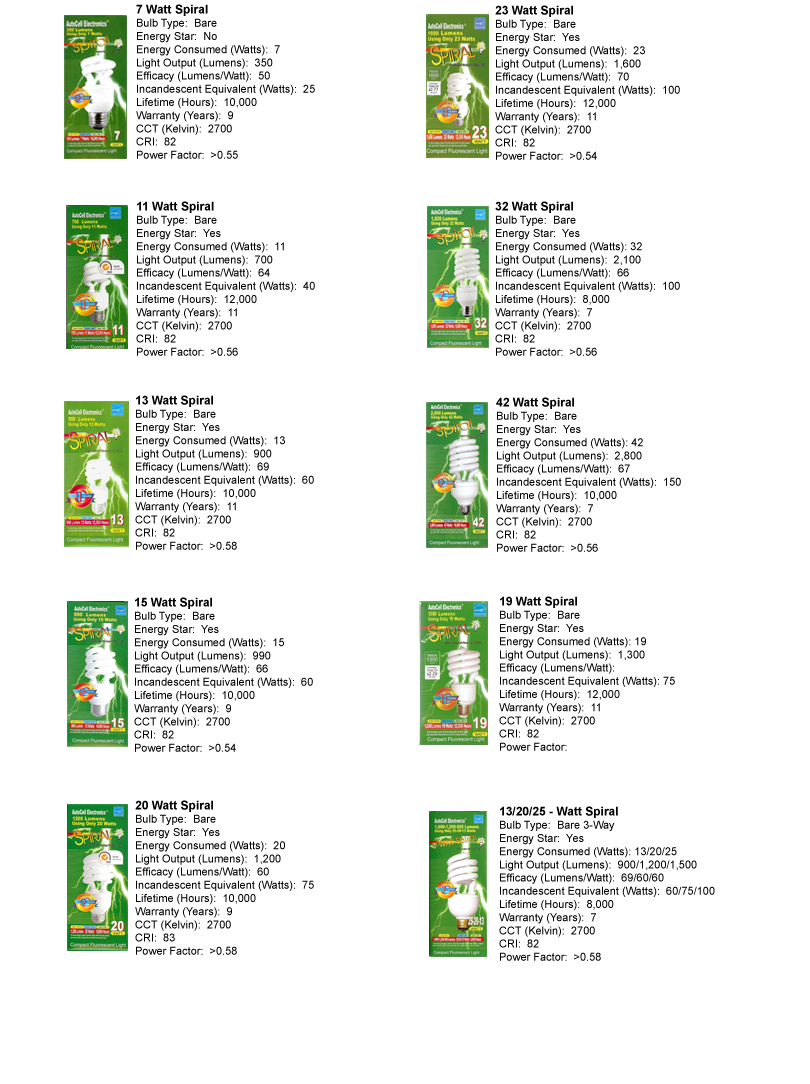 7 Watt Spiral
Bulb Type: Bare
Energy Star: No
Energy Consumed (Watts): 7
Light Output (Lumens): 350
Efficacy (Lumens/Watt): 50
Incandescent Equivalent (Watts): 25
Lifetime (Hours): 10,000
Warranty (Years): 9
CCT (Kelvin): 2700
CRI: 82
Power Factor: >0.55
AutoCell Electronics
SPIRAL
7
Compact Fluorescent Light
23 Watt Spiral
Bulb Type: Bare
Energy Star: Yes
Energy Consumed (Watts): 23
Light Output (Lumens): 1,600
Efficacy (Lumens/Watt): 70
Incandescent Equivalent (Watts): 100
Lifetime (Hours): 12,000
Warranty (Years): 11
CCT (Kelvin): 2700
CRI: 82
Power Factor: >0.54
AutoCell Electronics
1600 Lumens
Using Only 23 Watts
SPIRAL
23
WATT
Compact Fluorescent Light
11 Watt Spiral
Bulb Type: Bare
Energy Star: Yes
Energy Consumed (Watts): 11
Light Output (Lumens): 700
Efficacy (Lumens/Watt): 64
Incandescent Equivalent (Watts): 40
Lifetime (Hours): 12,000
Warranty (Years): 11
CCT (Kelvin): 2700
CRI: 82
Power Factor: >0.56
AutoCell Electronics
700 Lumens
Using Only 11 Watts
SPIRAL
11
Compact Fluorescent Light
32 Watt Spiral
Bulb Type: Bare
Energy Star: Yes
Energy Consumed (Watts): 32
Light Output (Lumens): 2,100
Efficacy (Lumens/Watt): 66
Incandescent Equivalent (Watts): 100
Lifetime (Hours): 8,000
Warranty (Years): 7
CCT (Kelvin): 2700
CRI: 82
Power Factor: >0.56
AutoCell Electronics
32
Compact Fluorescent Light
13 Watt Spiral
Bulb Type: Bare
Energy Star: Yes
Energy Consumed (Watts): 13
Light Output (Lumens): 900
Efficacy (Lumens/Watt): 69
Incandescent Equivalent (Watts): 60
Lifetime (Hours): 10,000
Warranty (Years): 11
CCT (Kelvin): 2700
CRI: 82
Power Factor: >0.58
AutoCell Electronics
SPIRAL
13
Compact Fluorescent Light
42 Watt Spiral
Bulb Type: Bare
Energy Star: Yes
Energy Consumed (Watts): 42
Light Output (Lumens): 2,800
Efficacy (Lumens/Watt): 67
Incandescent Equivalent (Watts): 150
Lifetime (Hours): 10,000
Warranty (Years): 7
CCT (Kelvin): 2700
CRI: 82
Power Factor: >0.56
AutoCell Electronics
42
Compact Fluorescent Light
15 Watt Spiral
Bulb Type: Bare
Energy Star: Yes
Energy Consumed (Watts): 15
Light Output (Lumens): 990
Efficacy (Lumens/Watt): 66
Incandescent Equivalent (Watts): 60
Lifetime (Hours): 10,000
Warranty (Years): 9
CCT (Kelvin): 2700
CRI: 82
Power Factor: >0.54
AutoCell Electronics
990 Lumens
Using Only 15 Watts
SPIRAL
15
Compact Fluorescent Light
19 Watt Spiral
Bulb Type: Bare
Energy Star: Yes
Energy Consumed (Watts): 19
Light Output (Lumens): 1,300
Efficacy (Lumens/Watt):
Incandescent Equivalent (Watts): 75
Lifetime (Hours): 12,000
Warranty (Years): 11
CCT (Kelvin): 2700
CRI: 82
Power Factor:
AutoCell Electronics
Using Only 19 Watts
SPIRAL
19
Compact Fluorescent Light
20 Watt Spiral
Bulb Type: Bare
Energy Star: Yes
Energy Consumed (Watts): 20
Light Output (Lumens): 1,200
Efficacy (Lumens/Watt): 60
Incandescent Equivalent (Watts): 75
Lifetime (Hours): 10,000
Warranty (Years): 9
CCT (Kelvin): 2700
CRI: 83
Power Factor: >0.58
AutoCell Electronics
1200 Lumens
Using Only 20 Watts
SPIRAL
20
Compact Fluorescent Light
13/20/25 - Watt Spiral
Bulb Type: Bare 3-Way
Energy Star: Yes
Energy Consumed (Watts): 13/20/25
Light Output (Lumens): 900/1,200/1,500
Efficacy (Lumens/Watt): 69/60/60
Incandescent Equivalent (Watts): 60/75/100
Lifetime (Hours): 8,000
Warranty (Years): 7
CCT (Kelvin): 2700
CRI: 82
Power Factor: >0.58
AutoCell Electronics
25-20-13
Compact Fluorescent Light